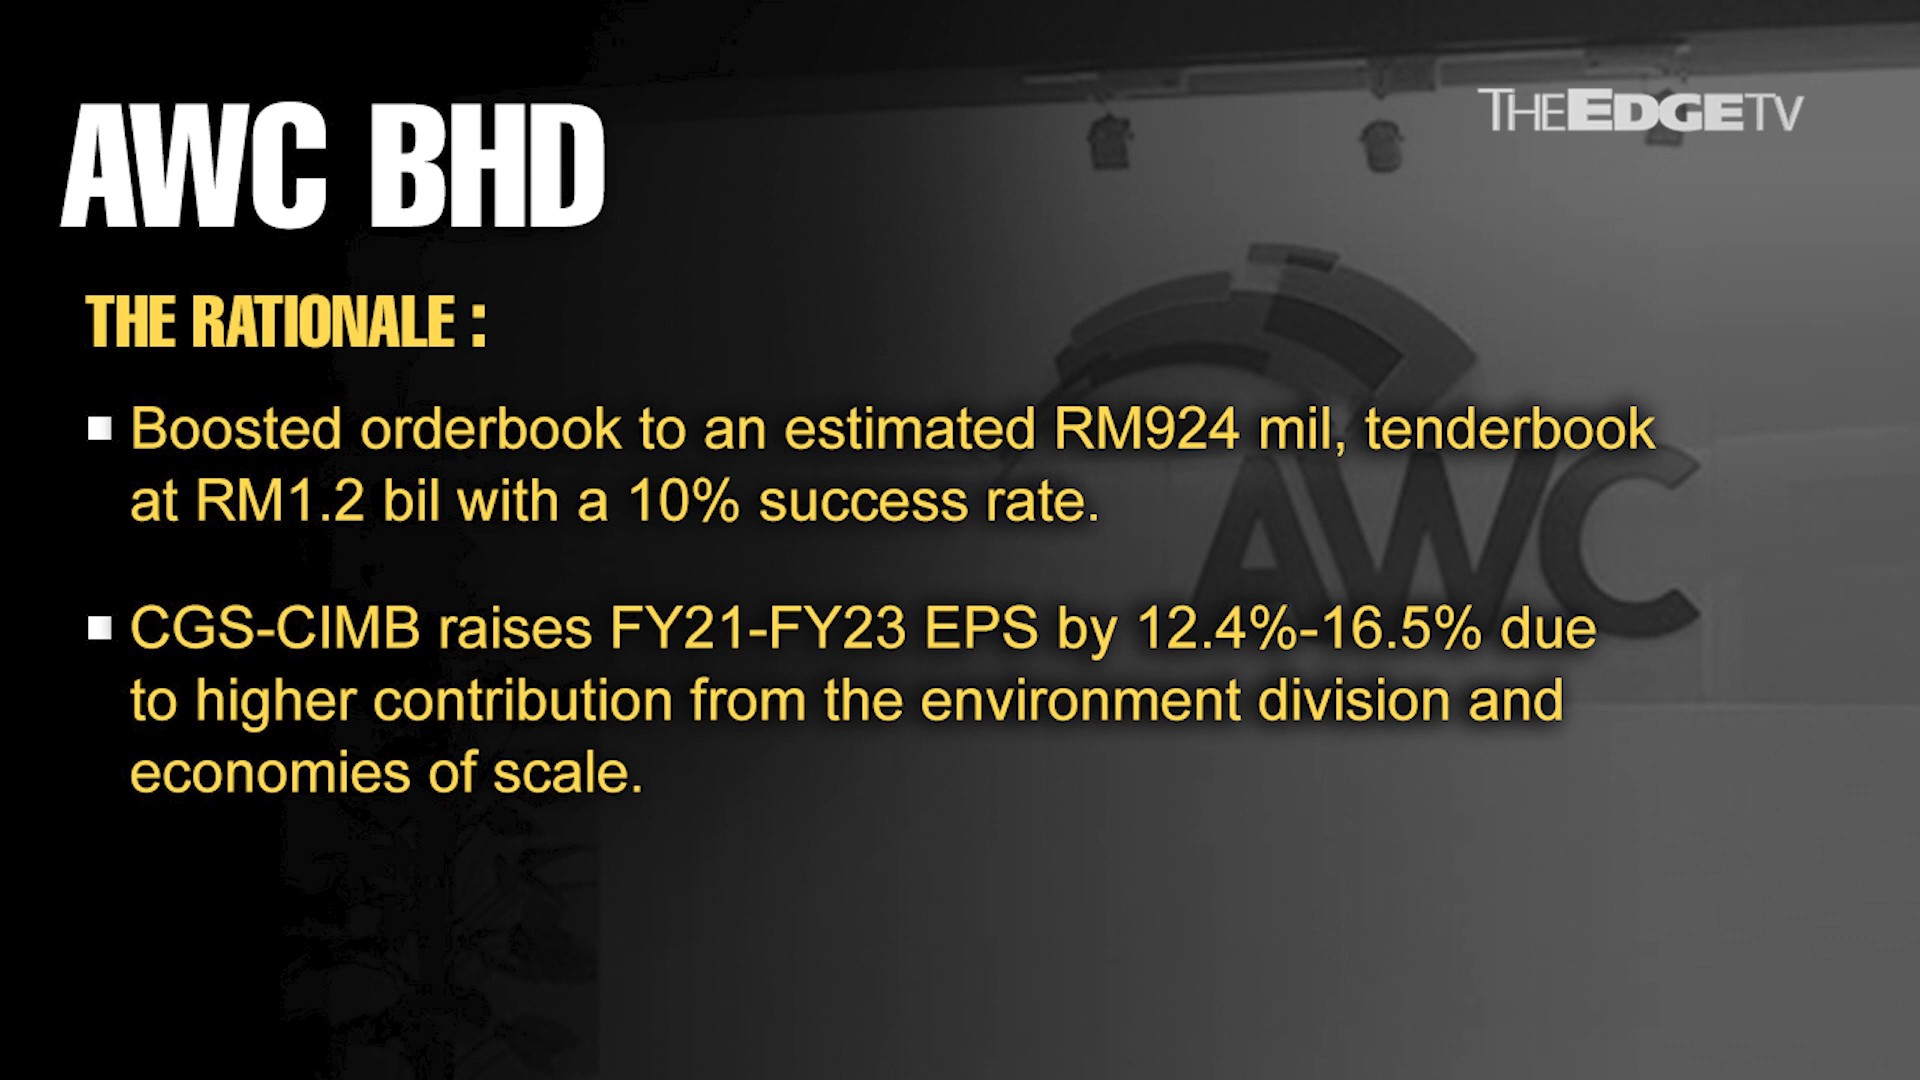 AWC BHD
THEEDGETV
THE RATIONALE :
Boosted orderbook to an estimated RM924 mil, tenderbook
at RM1.2 bil with a 10% success rate.
CGS-CIMB raises FY21-FY23 EPS by 12.4%-16.5% due
to higher contribution from the environment division and
economies of scale.
AWC